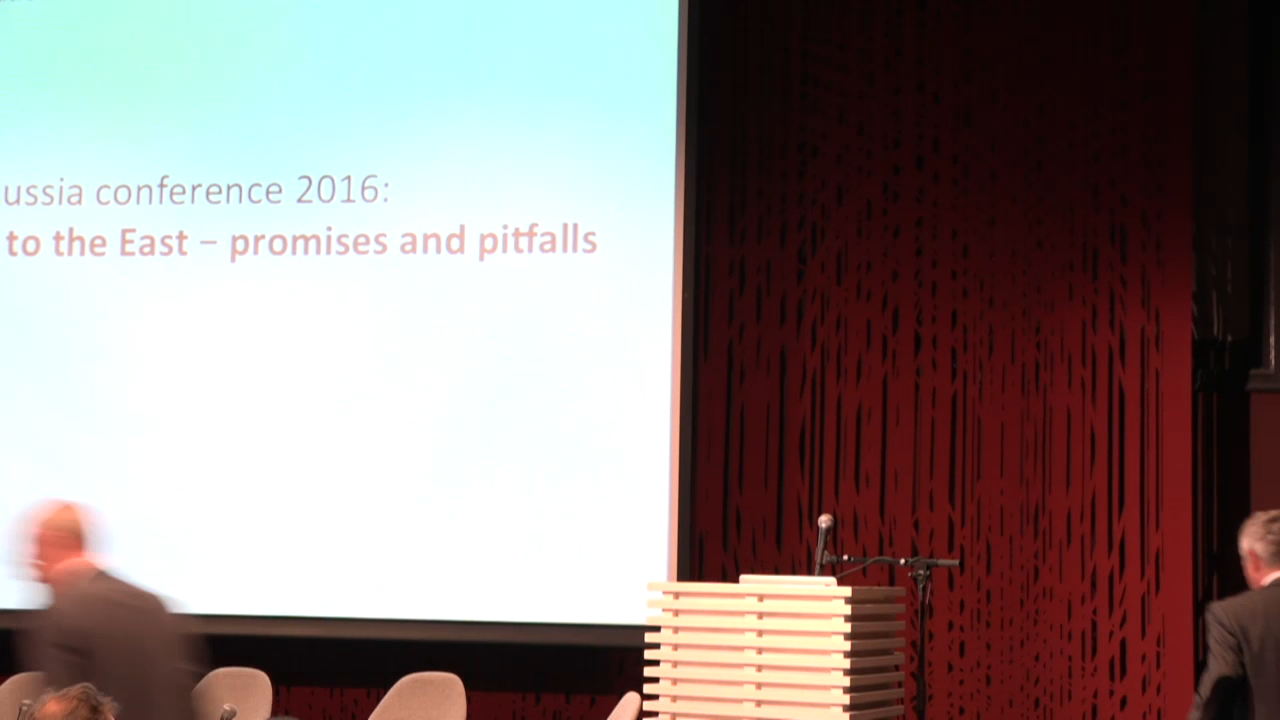 ussia conference 2016:
to the East – promises and pitfalls